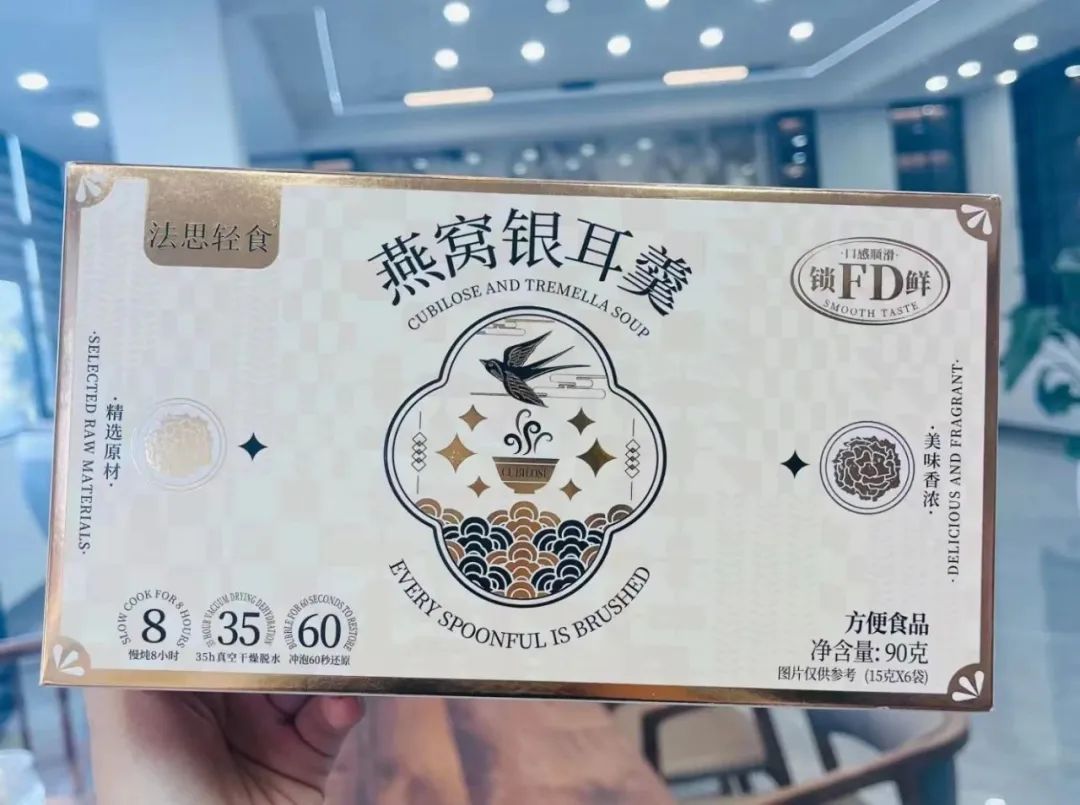 法思轻食
燕窝银耳羹
CUBILOSE AND TREMELLA SOUP
·口感顺滑·
锁FD鲜
SMOOTH TASTE
·SELECTED RAW MATERIALS·
·精选原材·
CUBILOSE
·美味香浓·
·DELICIOUS AND FRAGRANT·
EVERY SPOONFUL IS BRUSHED
SLOW COOK FOR 8 HOURS
8
慢炖8小时
35 HOUR VACUUM DRYING DEHYDRATION
35
35h真空干燥脱水
BUBBLE FOR 60 SECONDS TO RESTORE
60
冲泡60秒还原
方便食品
净含量:90克
图片仅供参考 (15克X6袋)